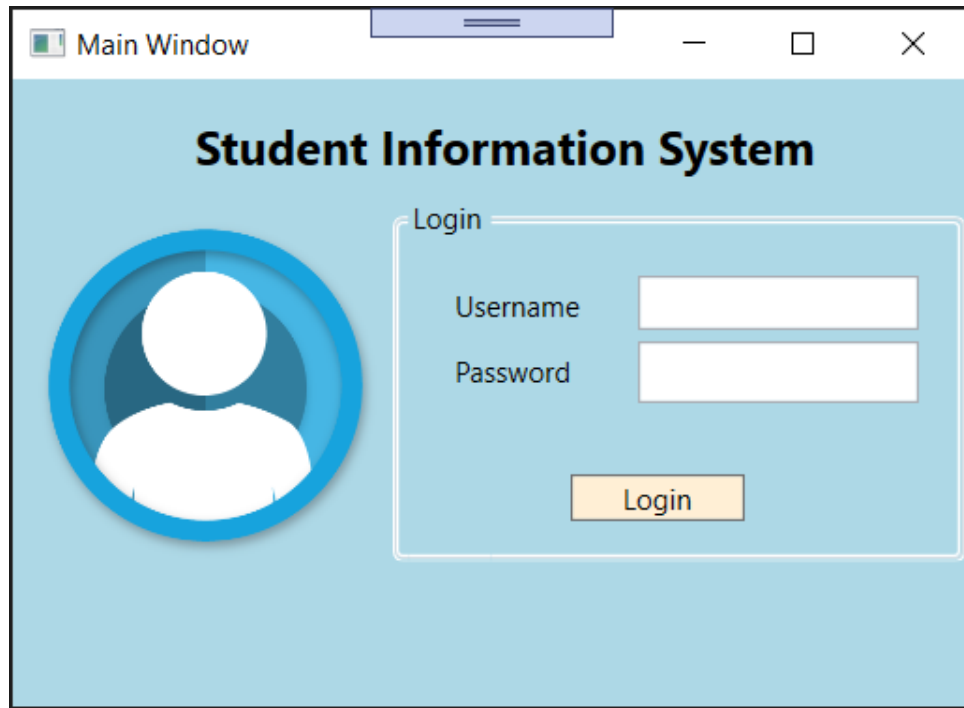 Main Window
Student Information System
Login
Username
Password
Login